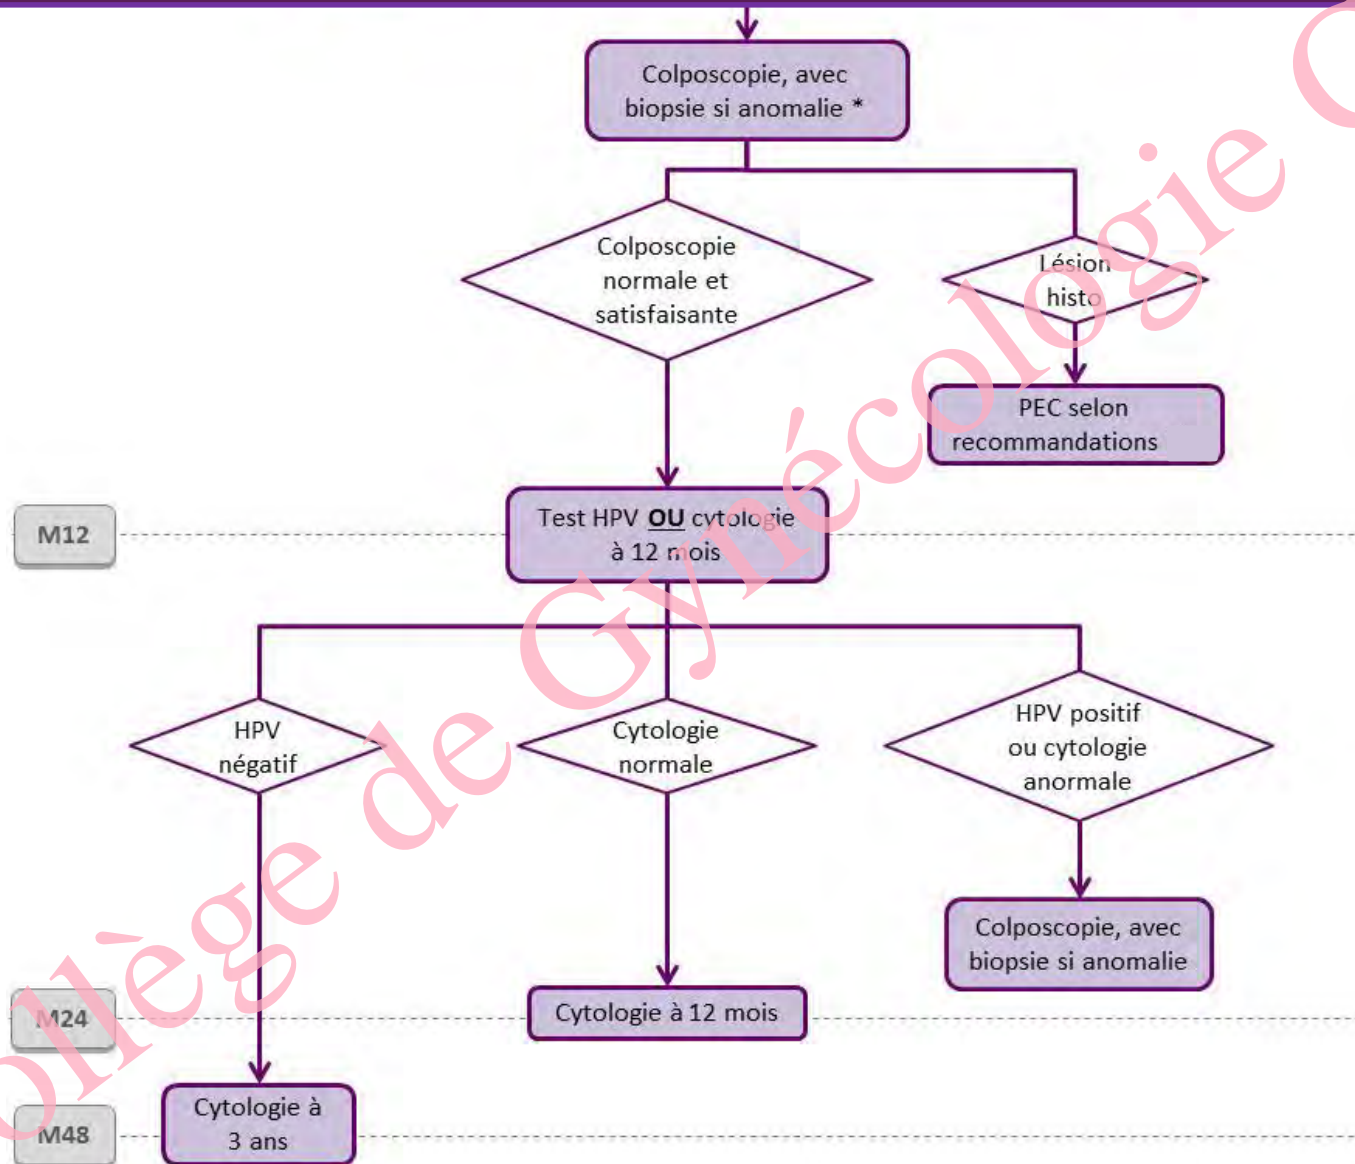 Colposcopie, avec
biopsie si anomalie *
Colposcopie
normale et
satisfaisante
Lésion
histo
PEC selon
recommandations
M12
Test HPV OU cytologie
à 12 mois
HPV
négatif
Cytologie
normale
HPV positif
ou cytologie
anormale
Colposcopie, avec
biopsie si anomalie
M24
Cytologie à 12 mois
M48
Cytologie à
3 ans
ollège de Gynécologie